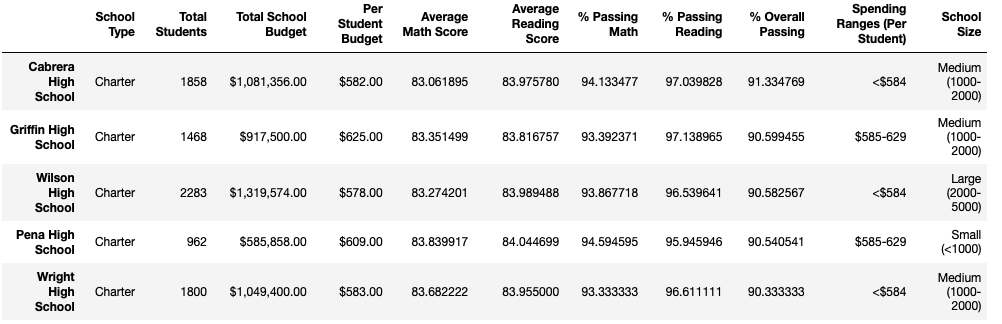 School Type Total Students Total School Budget Per Student Budget Average Math Score Average Reading Score % Passing Math % Passing Reading % Overall Passing Spending Ranges (Per Student) School Size
Cabrera High School Charter 1858 $1,081,356.00 $582.00 83.061895 83.975780 94.133477 97.039828 91.334769 <$584 Medium (1000-2000)
Griffin High School Charter 1468 $917,500.00 $625.00 83.351499 83.816757 93.392371 97.138965 90.599455 $585-629 Medium (1000-2000)
Wilson High School Charter 2283 $1,319,574.00 $578.00 83.274201 83.989488 93.867718 96.539641 90.582567 <$584 Large (2000-5000)
Pena High School Charter 962 $585,858.00 $609.00 83.839917 84.044699 94.594595 95.945946 90.540541 $585-629 Small (<1000)
Wright High School Charter 1800 $1,049,400.00 $583.00 83.682222 83.955000 93.333333 96.611111 90.333333 <$584 Medium (1000-2000)